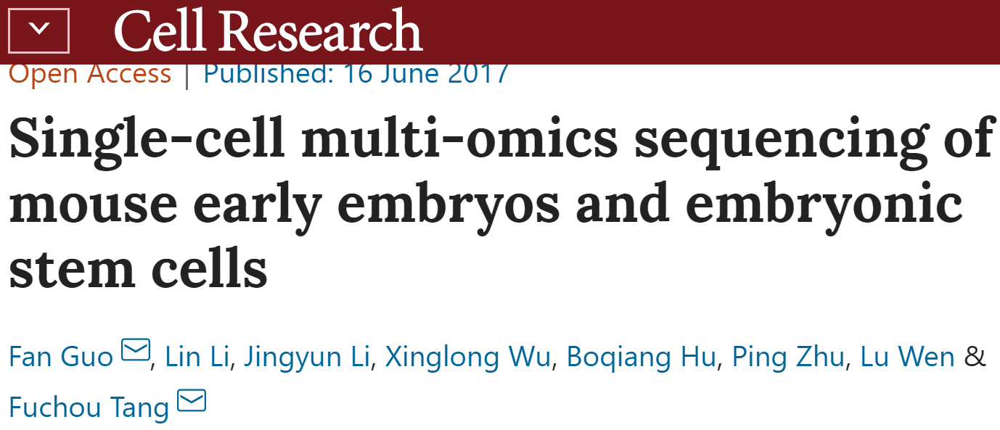 Cell Research
Open Access | Published: 16 June 2017
Single-cell multi-omics sequencing of
mouse early embryos and embryonic
stem cells
Fan Guo, Lin Li, Jingyun Li, Xinglong Wu, Boqiang Hu, Ping Zhu, Lu Wen &
Fuchou Tang